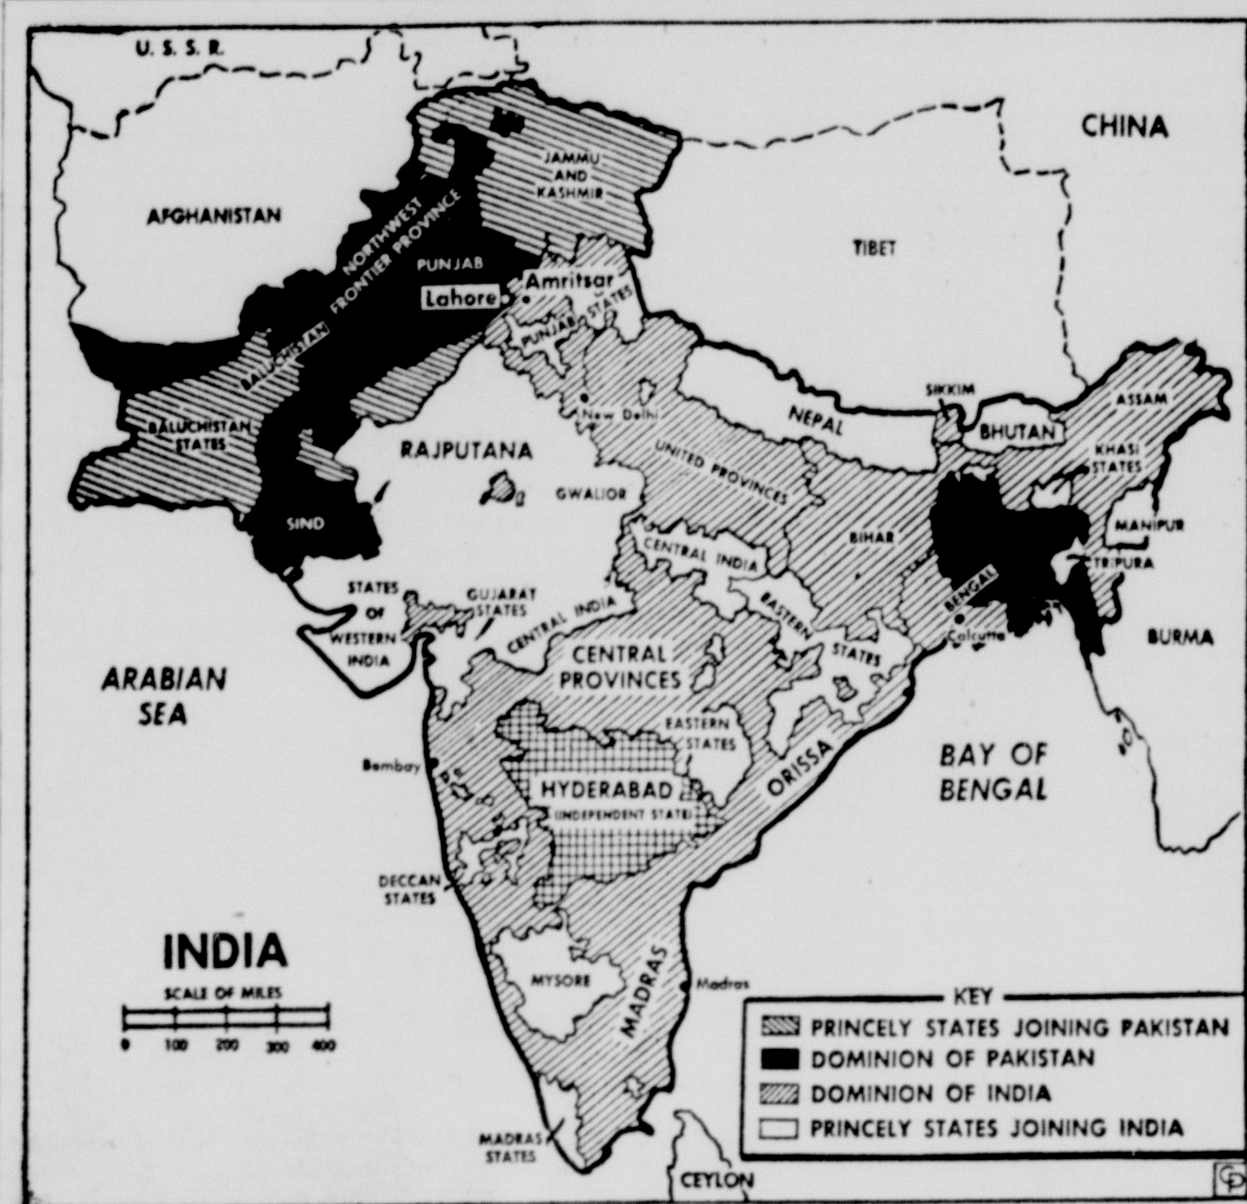 U. S. S. R.
CHINA
JAMMU
AND
KASHMIR
AFGHANISTAN
NORTHWEST
FRONTIER PROVINCE
TIBET
PUNJAB
Amritsar
Lahore
PUNJAB STATES
BALUCHISTAN
SIKKIM
ASSAM
NEPAL
BHUTAN
New Delhi
BALUCHISTAN
STATES
RAJPUTANA
KHASI
STATES
UNITED PROVINCES
GWALIOR
SIND
BIHAR
MANIPUR
CENTRAL INDIA
TRIPURA
BENGAL
STATES
OF
WESTERN
INDIA
GUJARAT
STATES
CENTRAL INDIA
EASTERN
STATES
Calcutta
BURMA
CENTRAL
PROVINCES
ARABIAN
SEA
EASTERN
STATES
ORISSA
BAY OF
BENGAL
Bombay
HYDERABAD
(INDEPENDENT STATE)
DECCAN
STATES
INDIA
SCALE OF MILES
0 100 200 300 400
MYSORE
MADRAS
Madras
KEY
PRINCELY STATES JOINING PAKISTAN
DOMINION OF PAKISTAN
DOMINION OF INDIA
PRINCELY STATES JOINING INDIA
MADRAS
STATES
CEYLON